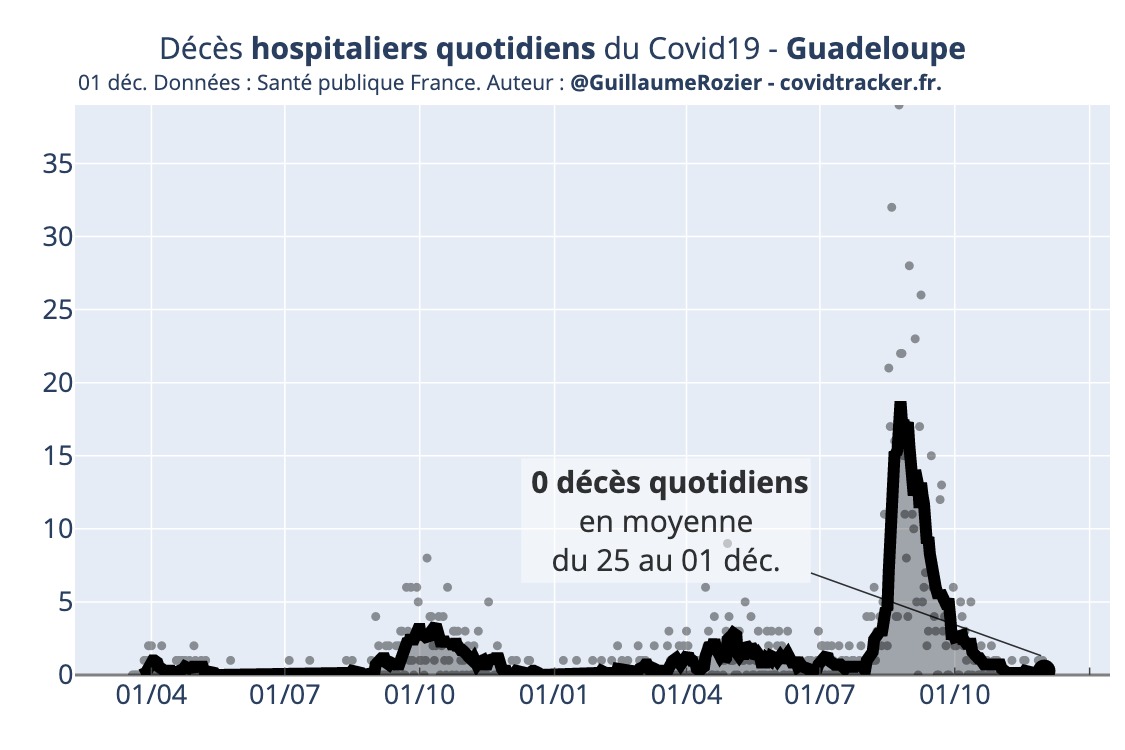 Décès hospitaliers quotidiens du Covid19 - Guadeloupe
01 déc. Données : Santé publique France. Auteur : @GuillaumeRozier - covidtracker.fr.
35
30
25
20
15
10
5
0
0 décès quotidiens
en moyenne
du 25 au 01 déc.
01/04 01/07 01/10 01/01 01/04 01/07 01/10